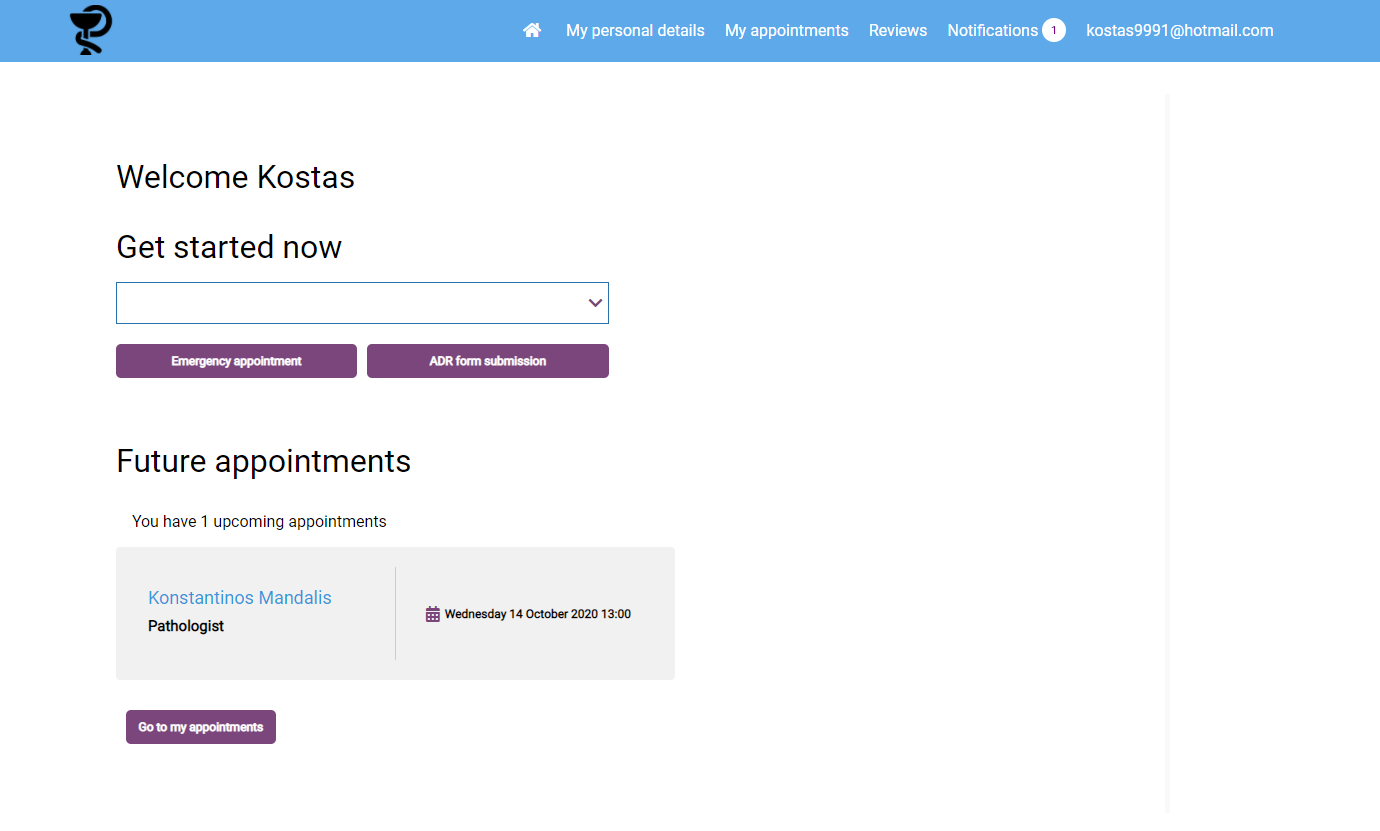 My personal details My appointments Reviews Notifications 1 kostas9991@hotmail.com
Welcome Kostas
Get started now
Emergency appointment ADR form submission
Future appointments
You have 1 upcoming appointments
Konstantinos Mandalis
Pathologist
Wednesday 14 October 2020 13:00
Go to my appointments